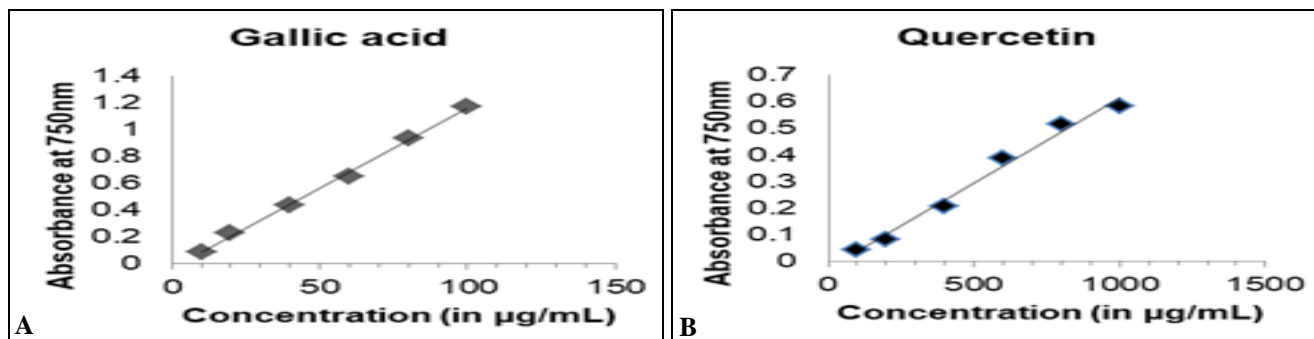 Gallic acid
Absorbance at 750nm
1.4
1.2
1
0.8
0.6
0.4
0.2
0
0 50 100 150
Concentration (in µg/mL)
A
Quercetin
Absorbance at 750nm
0.7
0.6
0.5
0.4
0.3
0.2
0.1
0
0 500 1000 1500
Concentration (in µg/mL)
B